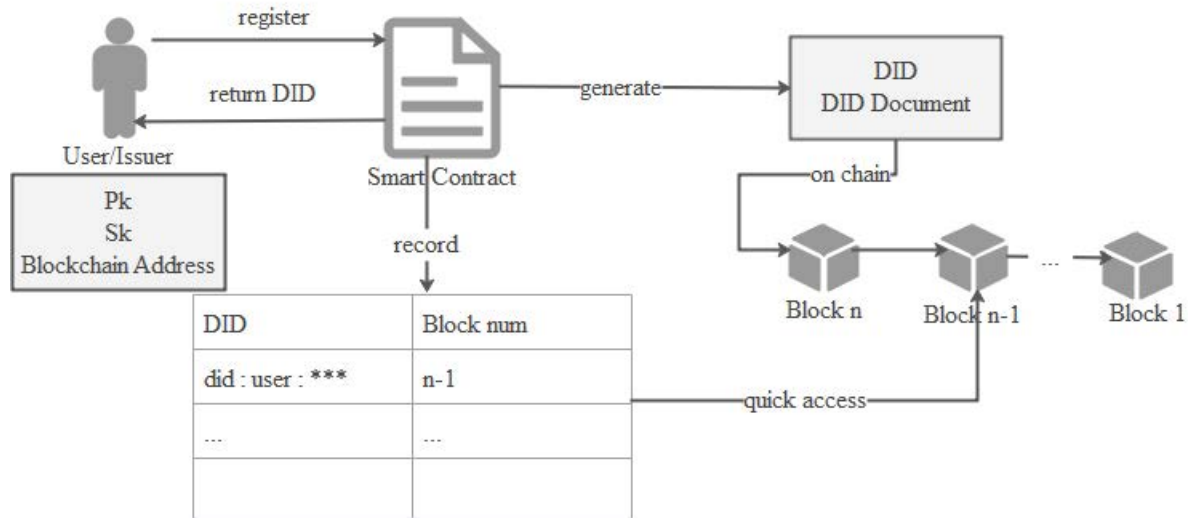 register
return DID
User/Issuer
Pk
Sk
Blockchain Address
Smart Contract
generate
DID
DID Document
on chain
Block n
Block n-1
...
Block 1
record
DID
Block num
did : user : ***
n-1
...
...
quick access